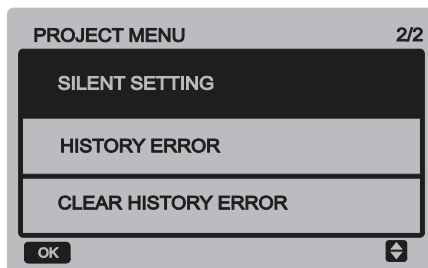 PROJECT MENU 2/2
SILENT SETTING
HISTORY ERROR
CLEAR HISTORY ERROR
OK